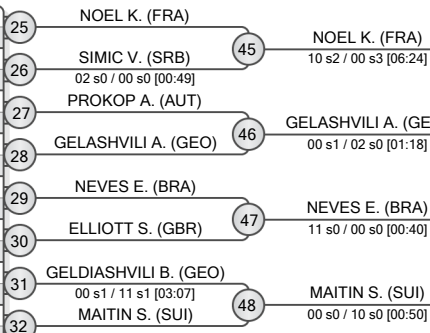 25
NOEL K. (FRA)
45
NOEL K. (FRA)
10 s2 / 00 s3 [06:24]
26
SIMIC V. (SRB)
02 s0 / 00 s0 [00:49]
27
PROKOP A. (AUT)
46
GELASHVILI A. (GE
00 s1 / 02 s0 [01:18]
28
GELASHVILI A. (GEO)
29
NEVES E. (BRA)
47
NEVES E. (BRA)
11 s0 / 00 s0 [00:40]
30
ELLIOTT S. (GBR)
31
GELDIASHVILI B. (GEO)
00 s1 / 11 s1 [03:07]
48
MAITIN S. (SUI)
00 s0 / 10 s0 [00:50]
32
MAITIN S. (SUI)